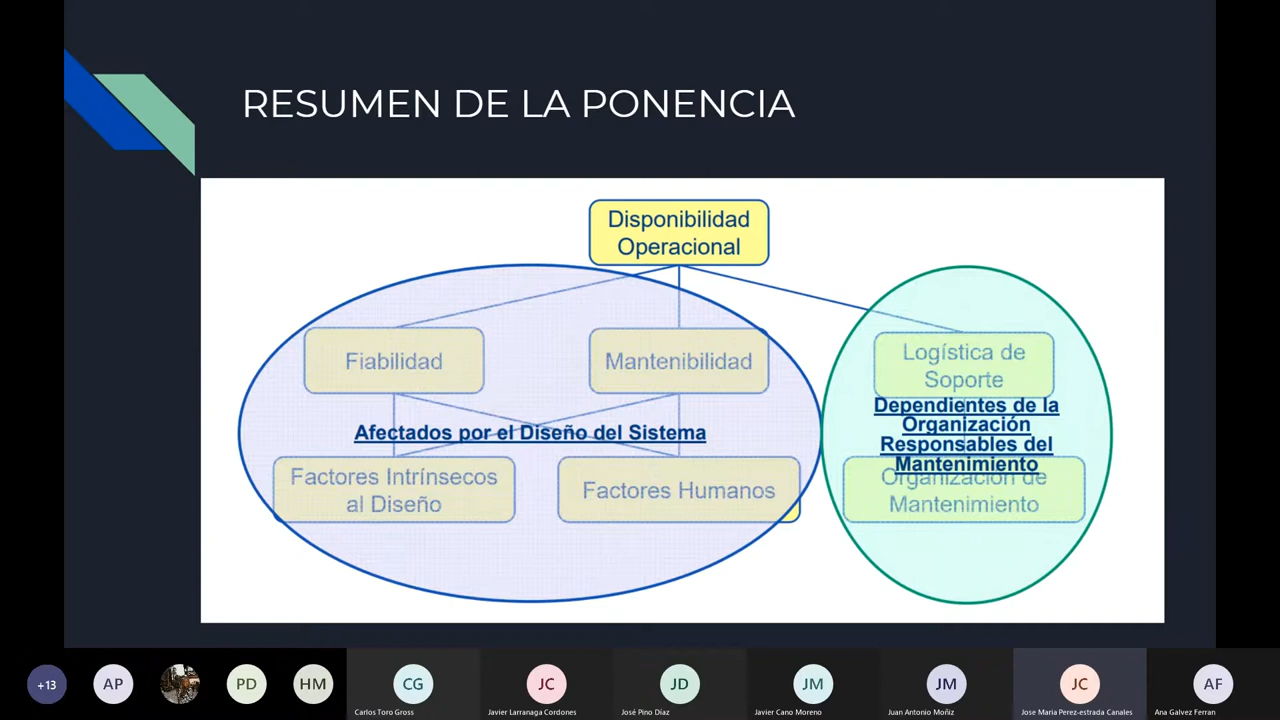 RESUMEN DE LA PONENCIA
Disponibilidad
Operacional
Fiabilidad
Mantenibilidad
Logística de
Soporte
Afectados por el Diseño del Sistema
Dependientes de la
Organización
Responsables del
Mantenimiento
Factores Intrínsecos
al Diseño
Factores Humanos
Organización de
Mantenimiento
+13
AP
PD
HM
CG
Carlos Toro Gross
JC
Javier Larranaga Cordones
JD
José Pino Díaz
JM
Javier Cano Moreno
JM
Juan Antonio Moñiz
JC
Jose Maria Perez-estrada Canales
AF
Ana Galvez Ferran